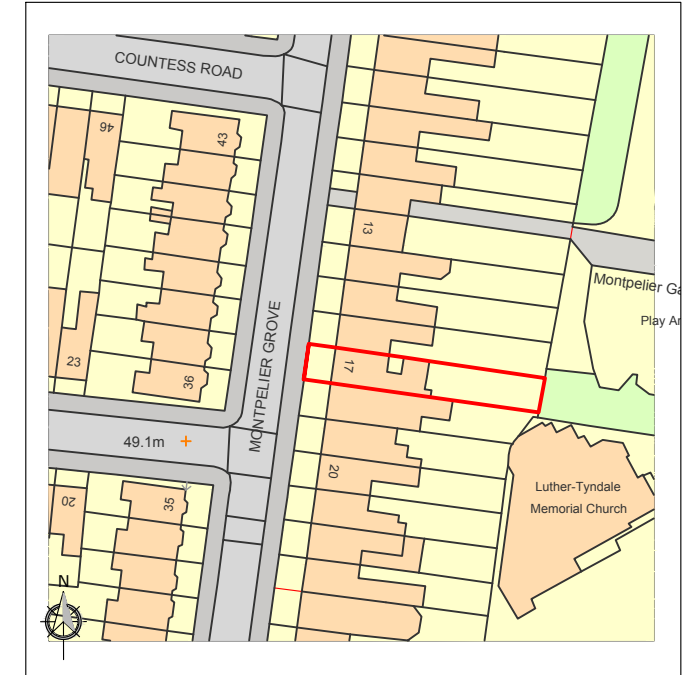 COUNTESS ROAD
46
43
13
Montpelier Ga
Play Ar
MONTPELIER GROVE
17
23
36
49.1m
20
20
35
Luther-Tyndale
Memorial Church
N